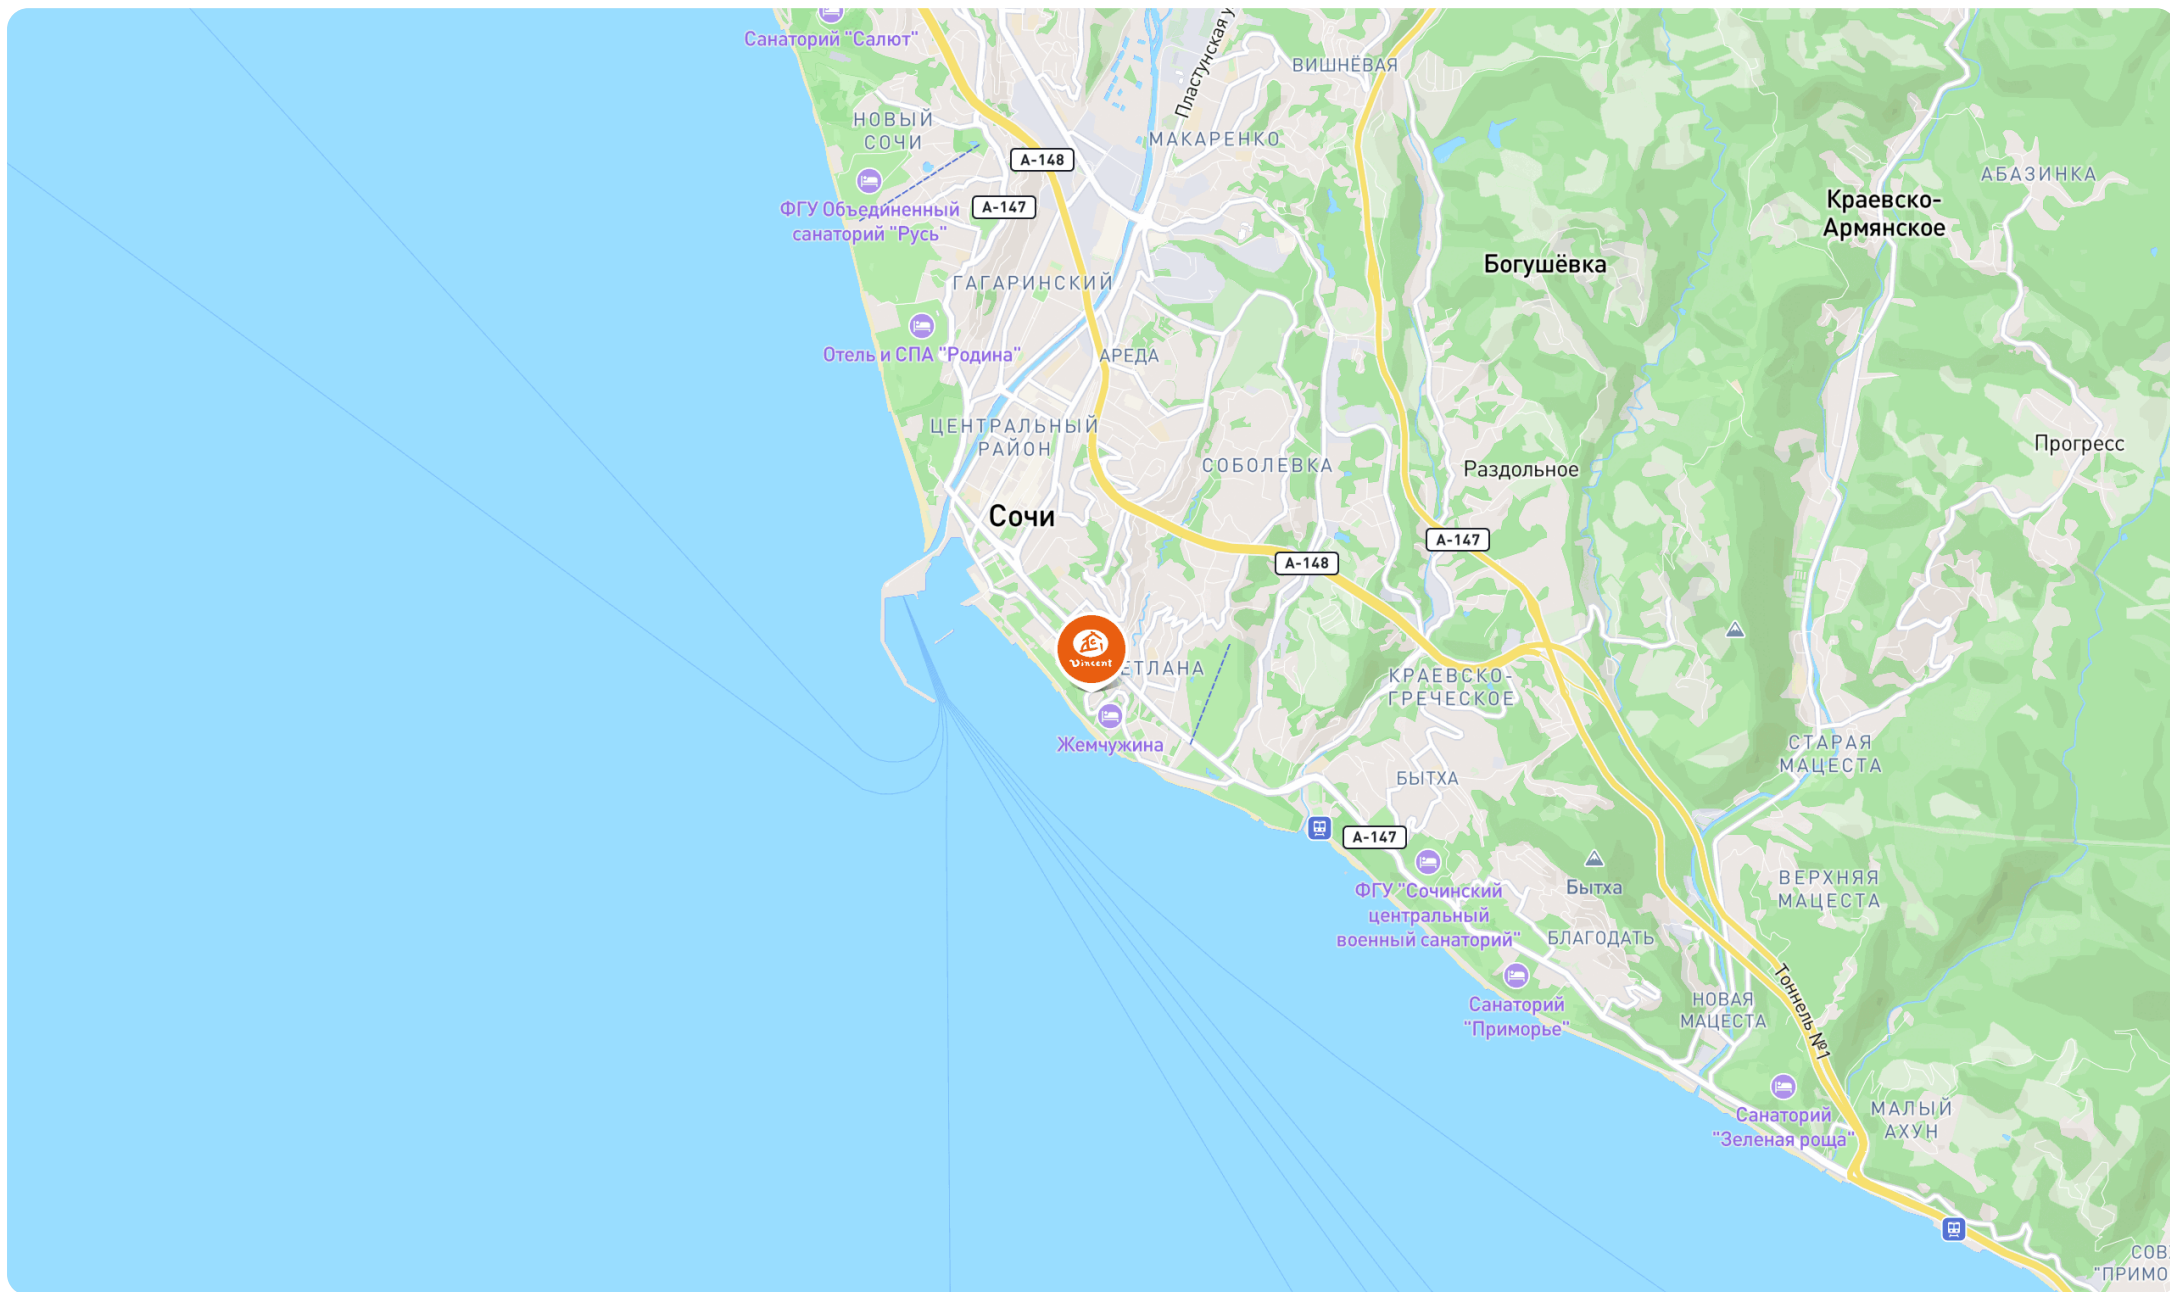 Санаторий "Салют"
Пластунская у
ВИШНЁВАЯ
НОВЫЙ
СОЧИ
МАКАРЕНКО
А-148
АБАЗИНКА
А-147
ФГУ Объединенный
санаторий "Русь"
Краевско-
Армянское
Богушёвка
ГАГАРИНСКИЙ
Отель и СПА "Родина"
АРЕДА
ЦЕНТРАЛЬНЫЙ
РАЙОН
Прогресс
СОБОЛЕВКА
Раздольное
Сочи
А-147
А-148
Vincent
ЕТЛАНА
КРАЕВСКО-
ГРЕЧЕСКОЕ
Жемчужина
СТАРАЯ
МАЦЕСТА
БЫТХА
А-147
ФГУ "Сочинский
центральный
военный санаторий"
Бытха
ВЕРХНЯЯ
МАЦЕСТА
БЛАГОДАТЬ
Санаторий
"Приморье"
НОВАЯ
МАЦЕСТА
Тоннель №1
Санаторий
"Зеленая роща"
МАЛЫЙ
АХУН
СОВ
"ПРИМО